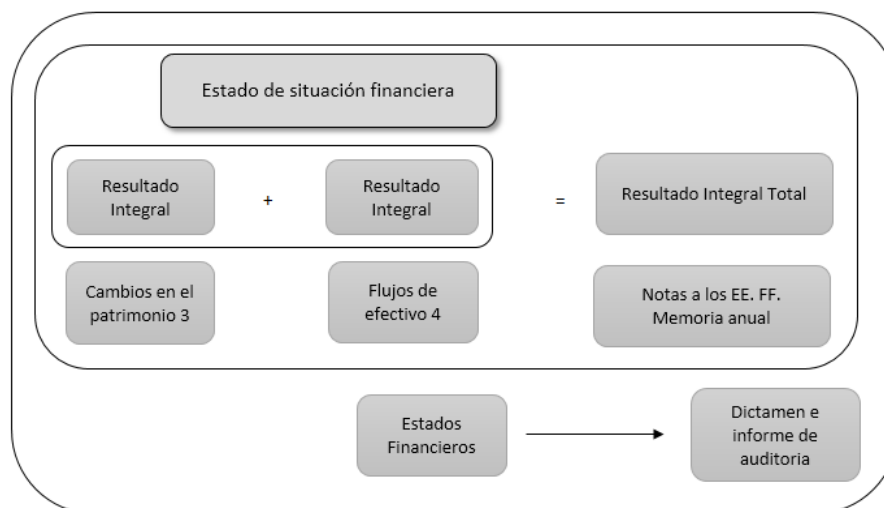 Estado de situación financiera
Resultado
Integral
+
Resultado
Integral
=
Resultado Integral Total
Cambios en el
patrimonio 3
Flujos de
efectivo 4
Notas a los EE. FF.
Memoria anual
Estados
Financieros
Dictamen e
informe de
auditoria